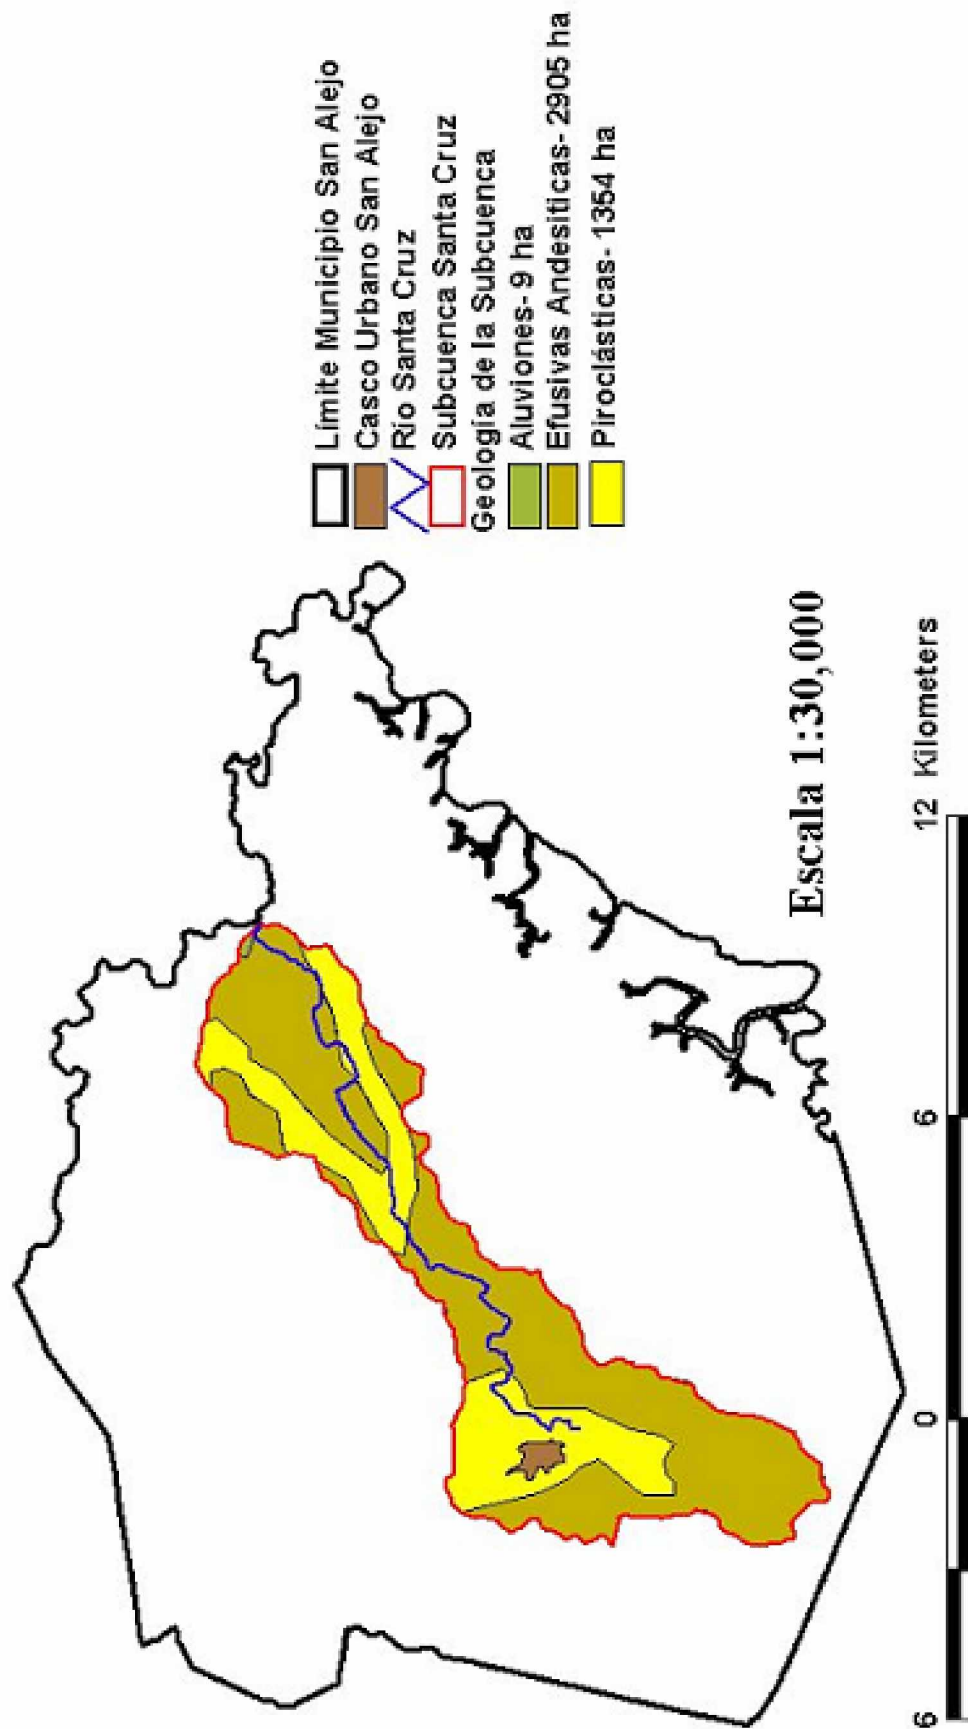 Límite Municipio San Alejo
Casco Urbano San Alejo
Río Santa Cruz
Subcuenca Santa Cruz
Geología de la Subcuenca
Aluviones- 9 ha
Efusivas Andesiticas- 2905 ha
Piroclásticas- 1354 ha
Escala 1:30,000
6 0 6 12 Kilometers